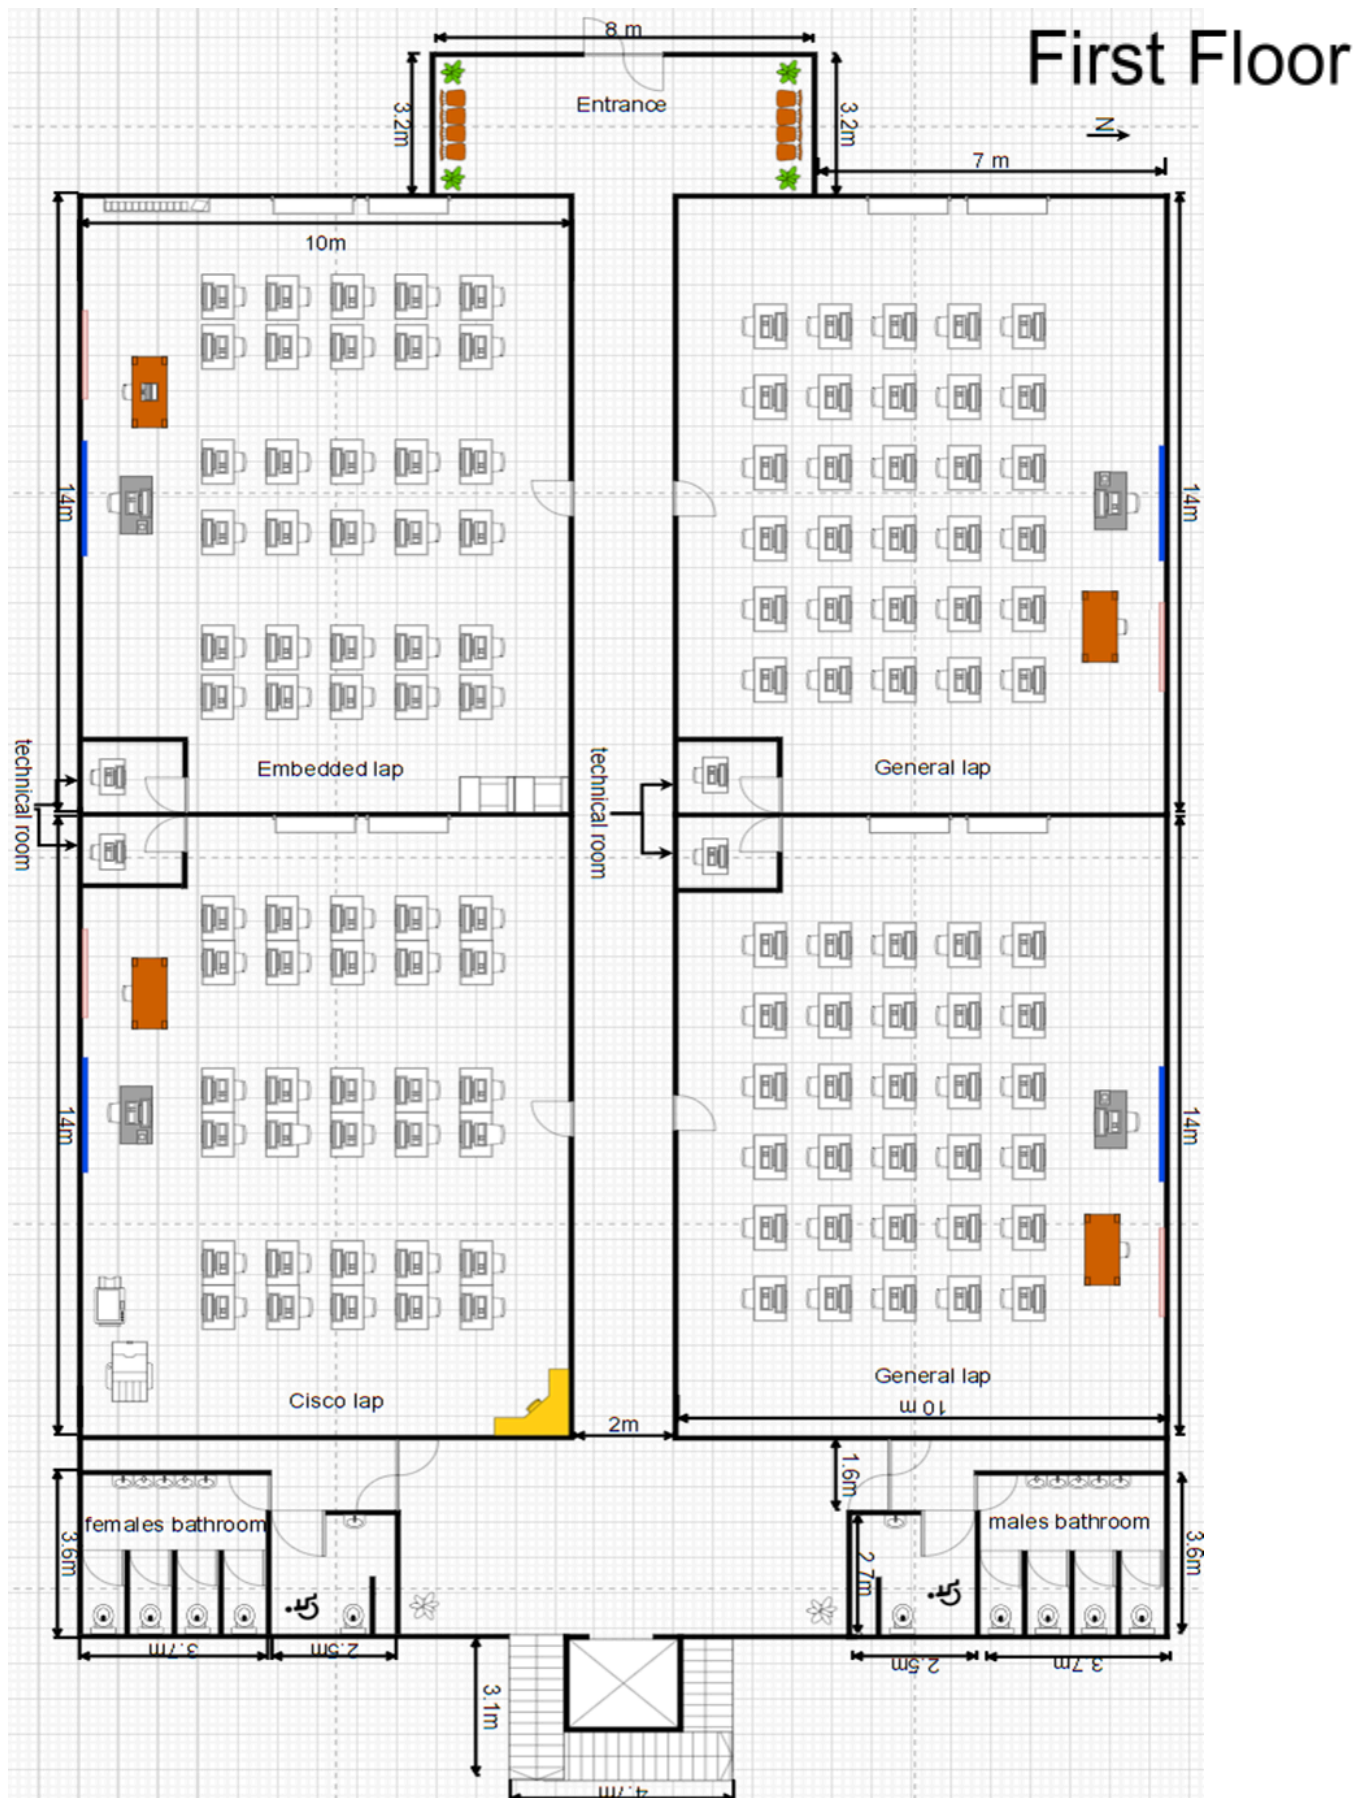 First Floor
8 m
Entrance
3.2m
3.2m
N
7 m
10m
14m
14m
Embedded lap
General lap
technical room
technical room
14m
14m
Cisco lap
General lap
10 m
2m
1.6m
females bathroom
males bathroom
3.6m
2.7m
3.6m
3.7m
2.5m
2.5m
3.7m
3.1m
4.7m